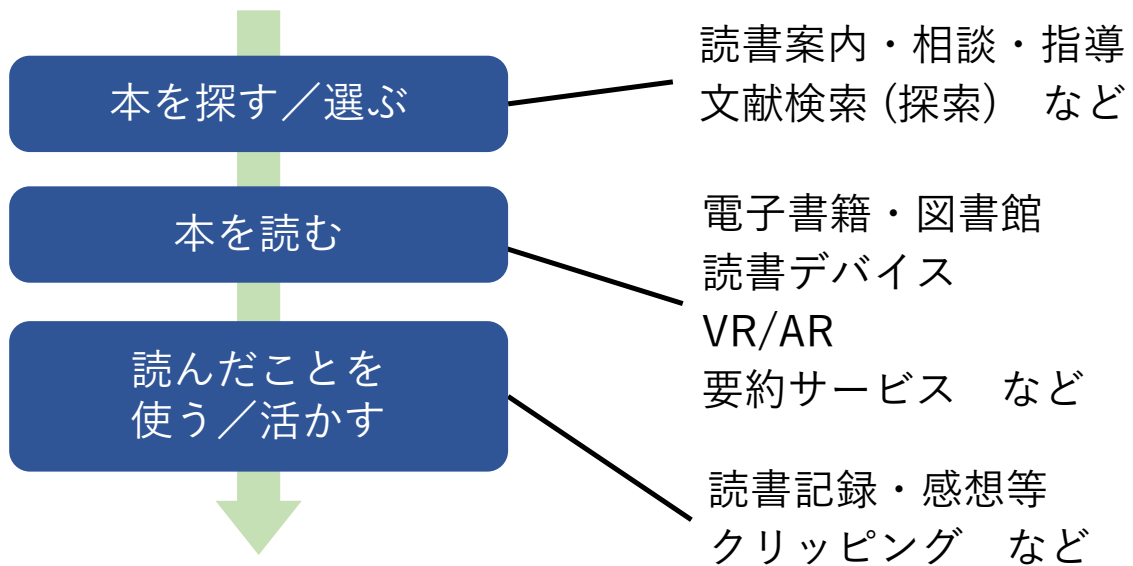 本を探す／選ぶ
読書案内・相談・指導
文献検索 (探索)　など
本を読む
電子書籍・図書館
読書デバイス
VR/AR
要約サービス　など
読んだことを
使う／活かす
読書記録・感想等
クリッピング　など